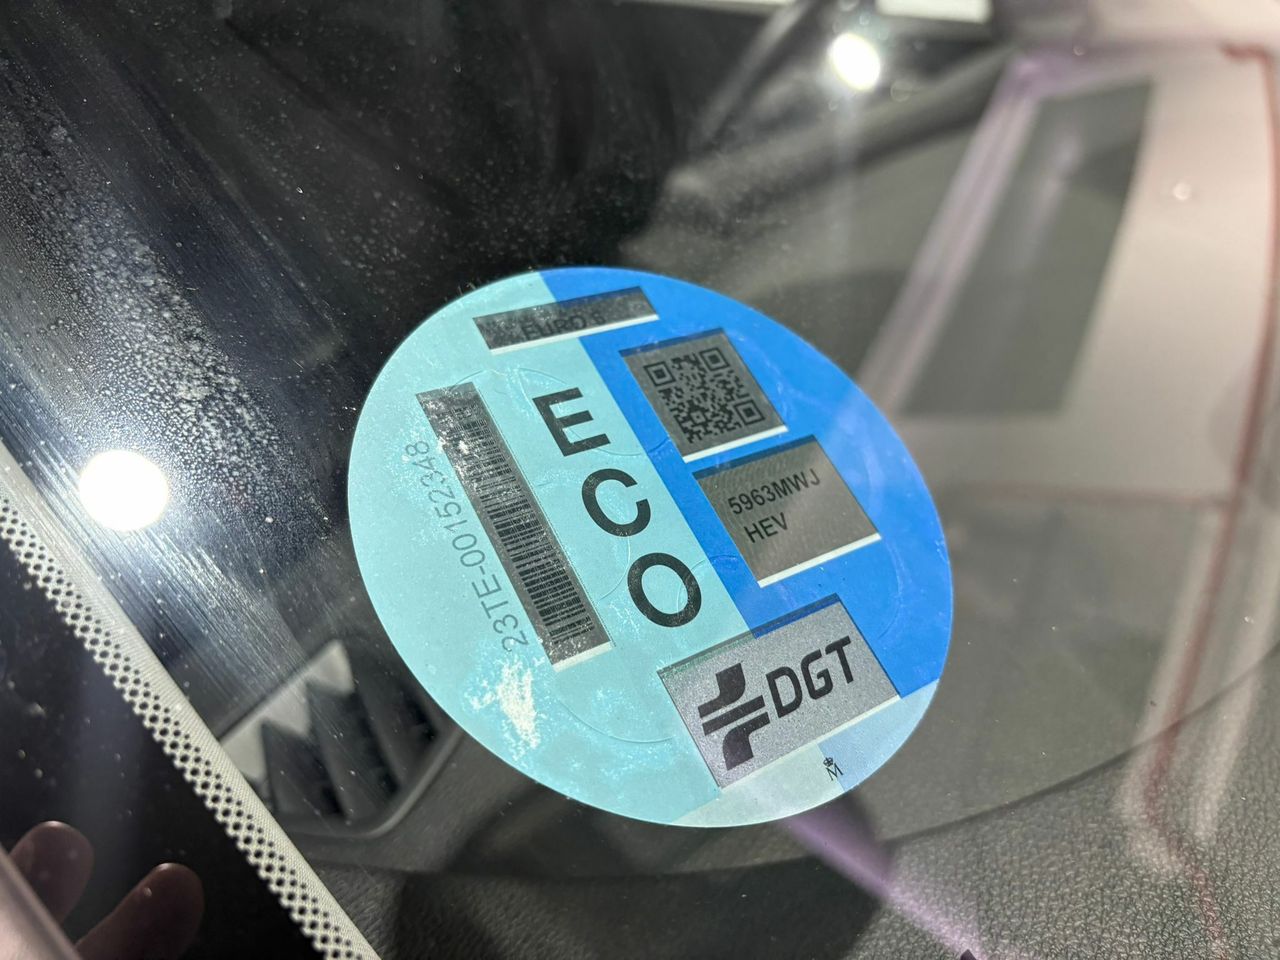 EURO 6
23TE-00152348
ECO
5963MWJ
HEV
DGT
M